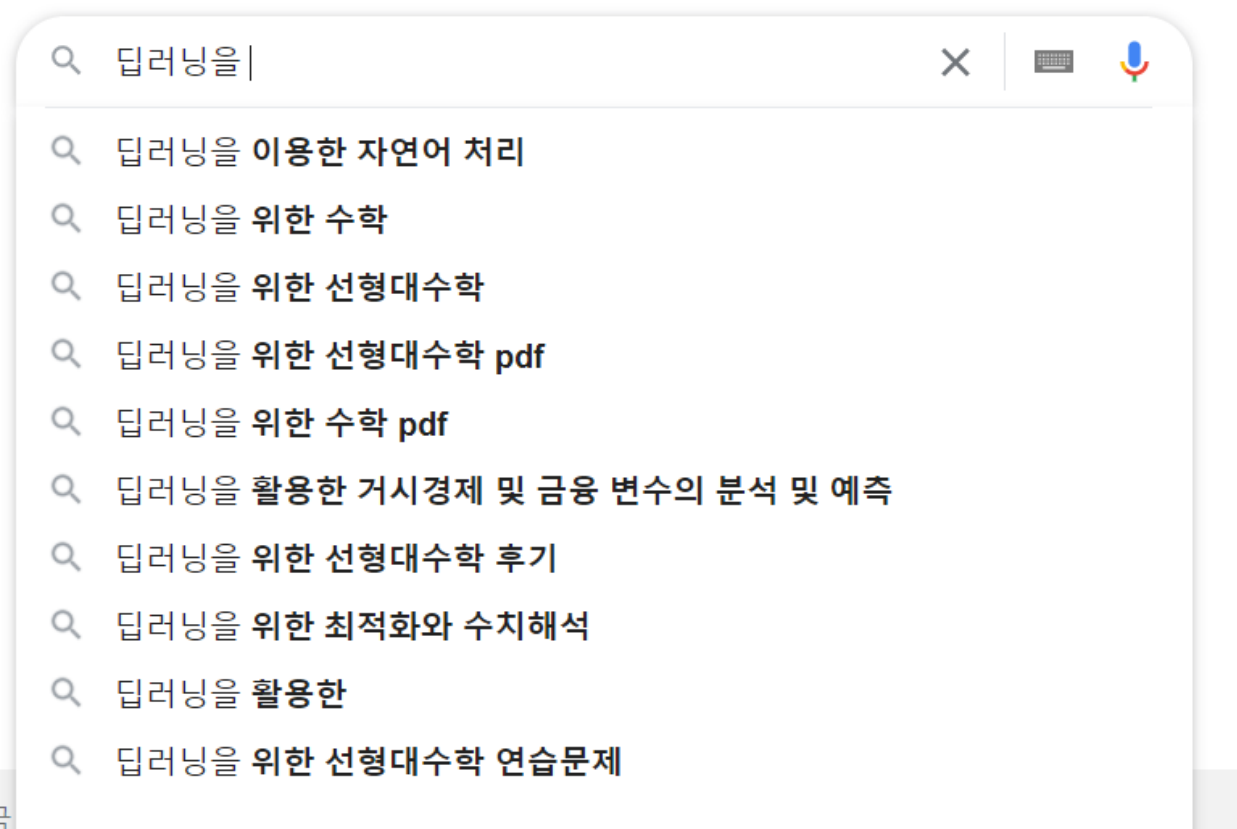 딥러닝을
딥러닝을 이용한 자연어 처리
딥러닝을 위한 수학
딥러닝을 위한 선형대수학
딥러닝을 위한 선형대수학 pdf
딥러닝을 위한 수학 pdf
딥러닝을 활용한 거시경제 및 금융 변수의 분석 및 예측
딥러닝을 위한 선형대수학 후기
딥러닝을 위한 최적화와 수치해석
딥러닝을 활용한
딥러닝을 위한 선형대수학 연습문제